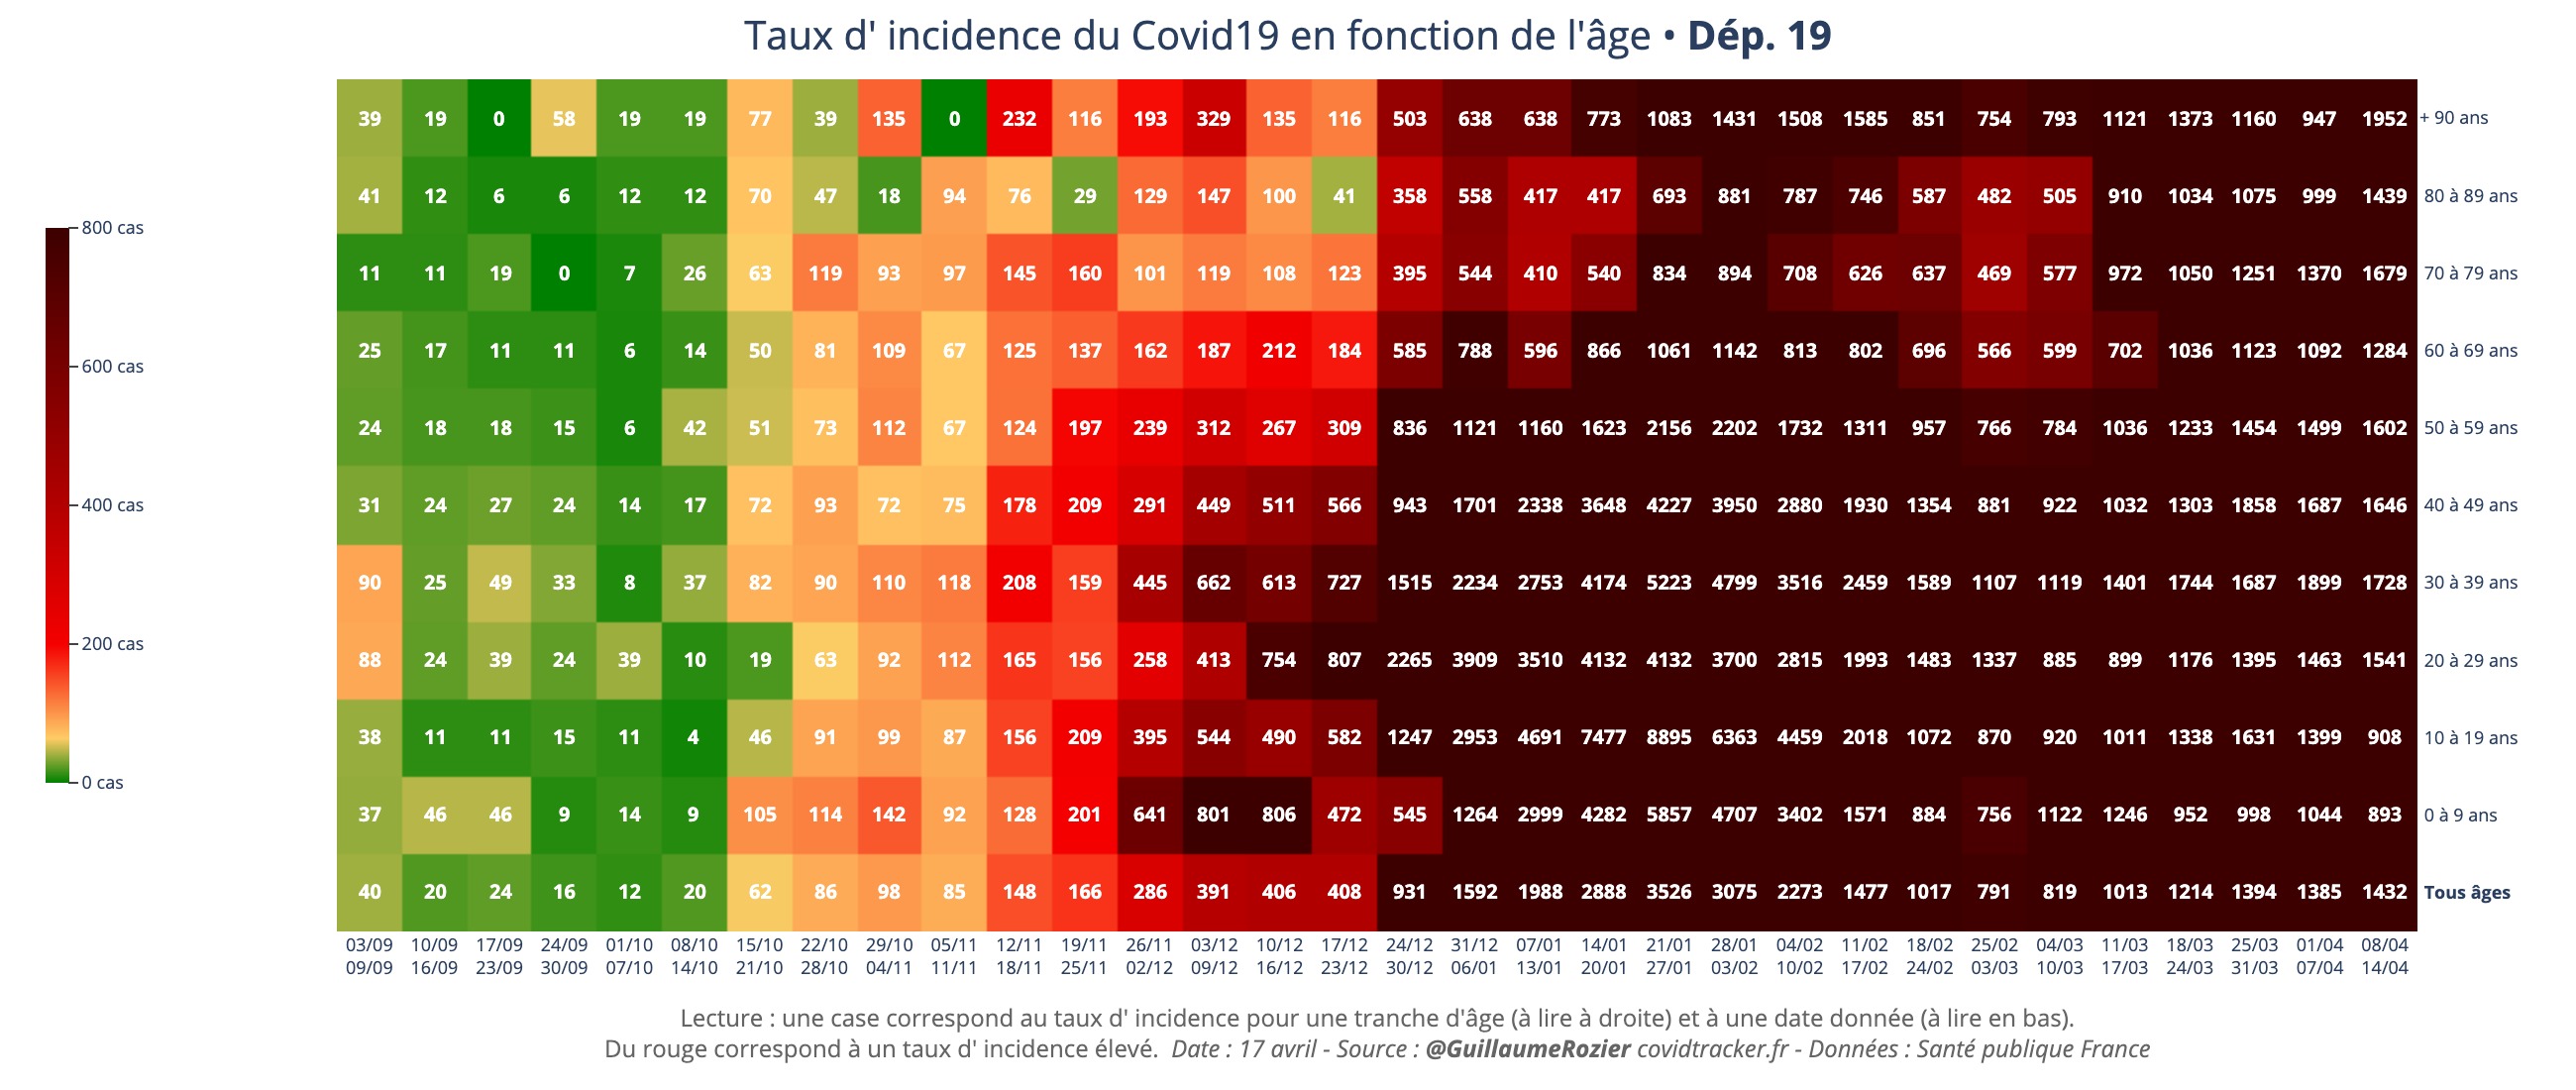 Taux d' incidence du Covid19 en fonction de l'âge • Dép. 19
800 cas
600 cas
400 cas
200 cas
0 cas
39 19 0 58 19 19 77 39 135 0 232 116 193 329 135 116 503 638 638 773 1083 1431 1508 1585 851 754 793 1121 1373 1160 947 1952 + 90 ans
41 12 6 6 12 12 70 47 18 94 76 29 129 147 100 41 358 558 417 417 693 881 787 746 587 482 505 910 1034 1075 999 1439 80 à 89 ans
11 11 19 0 7 26 63 119 93 97 145 160 101 119 108 123 395 544 410 540 834 894 708 626 637 469 577 972 1050 1251 1370 1679 70 à 79 ans
25 17 11 11 6 14 50 81 109 67 125 137 162 187 212 184 585 788 596 866 1061 1142 813 802 696 566 599 702 1036 1123 1092 1284 60 à 69 ans
24 18 18 15 6 42 51 73 112 67 124 197 239 312 267 309 836 1121 1160 1623 2156 2202 1732 1311 957 766 784 1036 1233 1454 1499 1602 50 à 59 ans
31 24 27 24 14 17 72 93 72 75 178 209 291 449 511 566 943 1701 2338 3648 4227 3950 2880 1930 1354 881 922 1032 1303 1858 1687 1646 40 à 49 ans
90 25 49 33 8 37 82 90 110 118 208 159 445 662 613 727 1515 2234 2753 4174 5223 4799 3516 2459 1589 1107 1119 1401 1744 1687 1899 1728 30 à 39 ans
88 24 39 24 39 10 19 63 92 112 165 156 258 413 754 807 2265 3909 3510 4132 4132 3700 2815 1993 1483 1337 885 899 1176 1395 1463 1541 20 à 29 ans
38 11 11 15 11 4 46 91 99 87 156 209 395 544 490 582 1247 2953 4691 7477 8895 6363 4459 2018 1072 870 920 1011 1338 1631 1399 908 10 à 19 ans
37 46 46 9 14 9 105 114 142 92 128 201 641 801 806 472 545 1264 2999 4282 5857 4707 3402 1571 884 756 1122 1246 952 998 1044 893 0 à 9 ans
40 20 24 16 12 20 62 86 98 85 148 166 286 391 406 408 931 1592 1988 2888 3526 3075 2273 1477 1017 791 819 1013 1214 1394 1385 1432 Tous âges
03/09 10/09 17/09 24/09 01/10 08/10 15/10 22/10 29/10 05/11 12/11 19/11 26/11 03/12 10/12 17/12 24/12 31/12 07/01 14/01 21/01 28/01 04/02 11/02 18/02 25/02 04/03 11/03 18/03 25/03 01/04 08/04
09/09 16/09 23/09 30/09 07/10 14/10 21/10 28/10 04/11 11/11 18/11 25/11 02/12 09/12 16/12 23/12 30/12 06/01 13/01 20/01 27/01 03/02 10/02 17/02 24/02 03/03 10/03 17/03 24/03 31/03 07/04 14/04
Lecture : une case correspond au taux d' incidence pour une tranche d'âge (à lire à droite) et à une date donnée (à lire en bas).
Du rouge correspond à un taux d' incidence élevé. Date : 17 avril - Source : @GuillaumeRozier covidtracker.fr - Données : Santé publique France